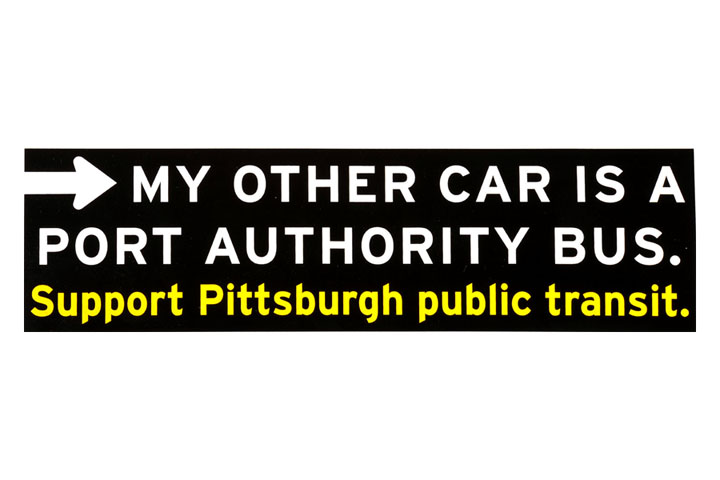 MY OTHER CAR IS A
PORT AUTHORITY BUS.
Support Pittsburgh public transit.